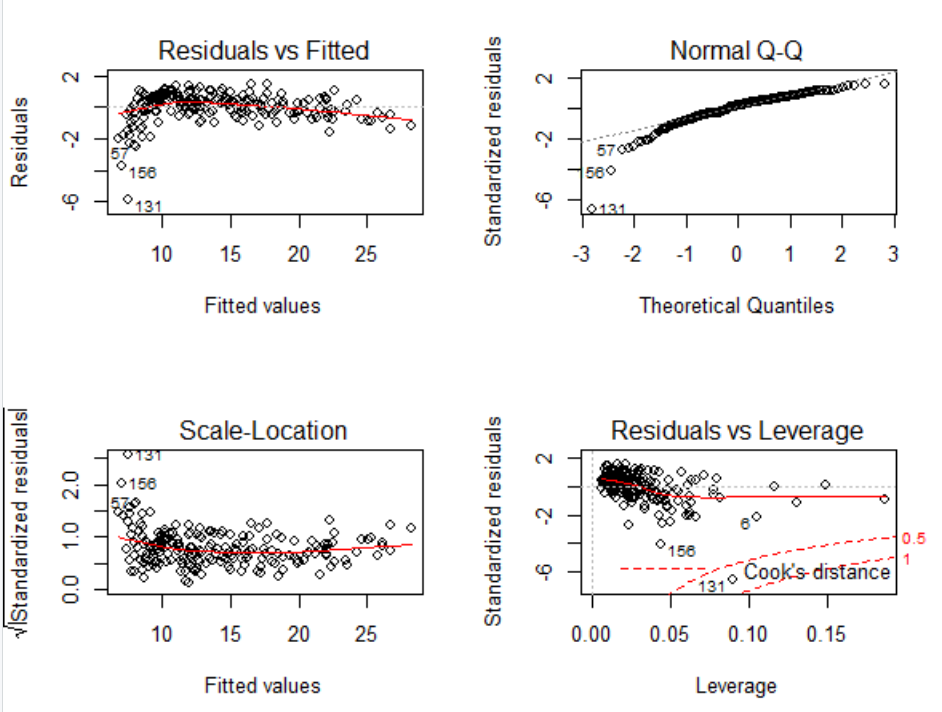 Residuals vs Fitted
Residuals
2
-2
-6
57
156
131
10 15 20 25
Fitted values
Normal Q-Q
Standardized residuals
2
-2
-6
57
56
131
-3 -2 -1 0 1 2 3
Theoretical Quantiles
Scale-Location
√|Standardized residuals|
2.0
1.0
0.0
131
156
57
10 15 20 25
Fitted values
Residuals vs Leverage
Standardized residuals
2
-2
-6
6
156
131
Cook's distance
0.5
1
0.00 0.05 0.10 0.15
Leverage